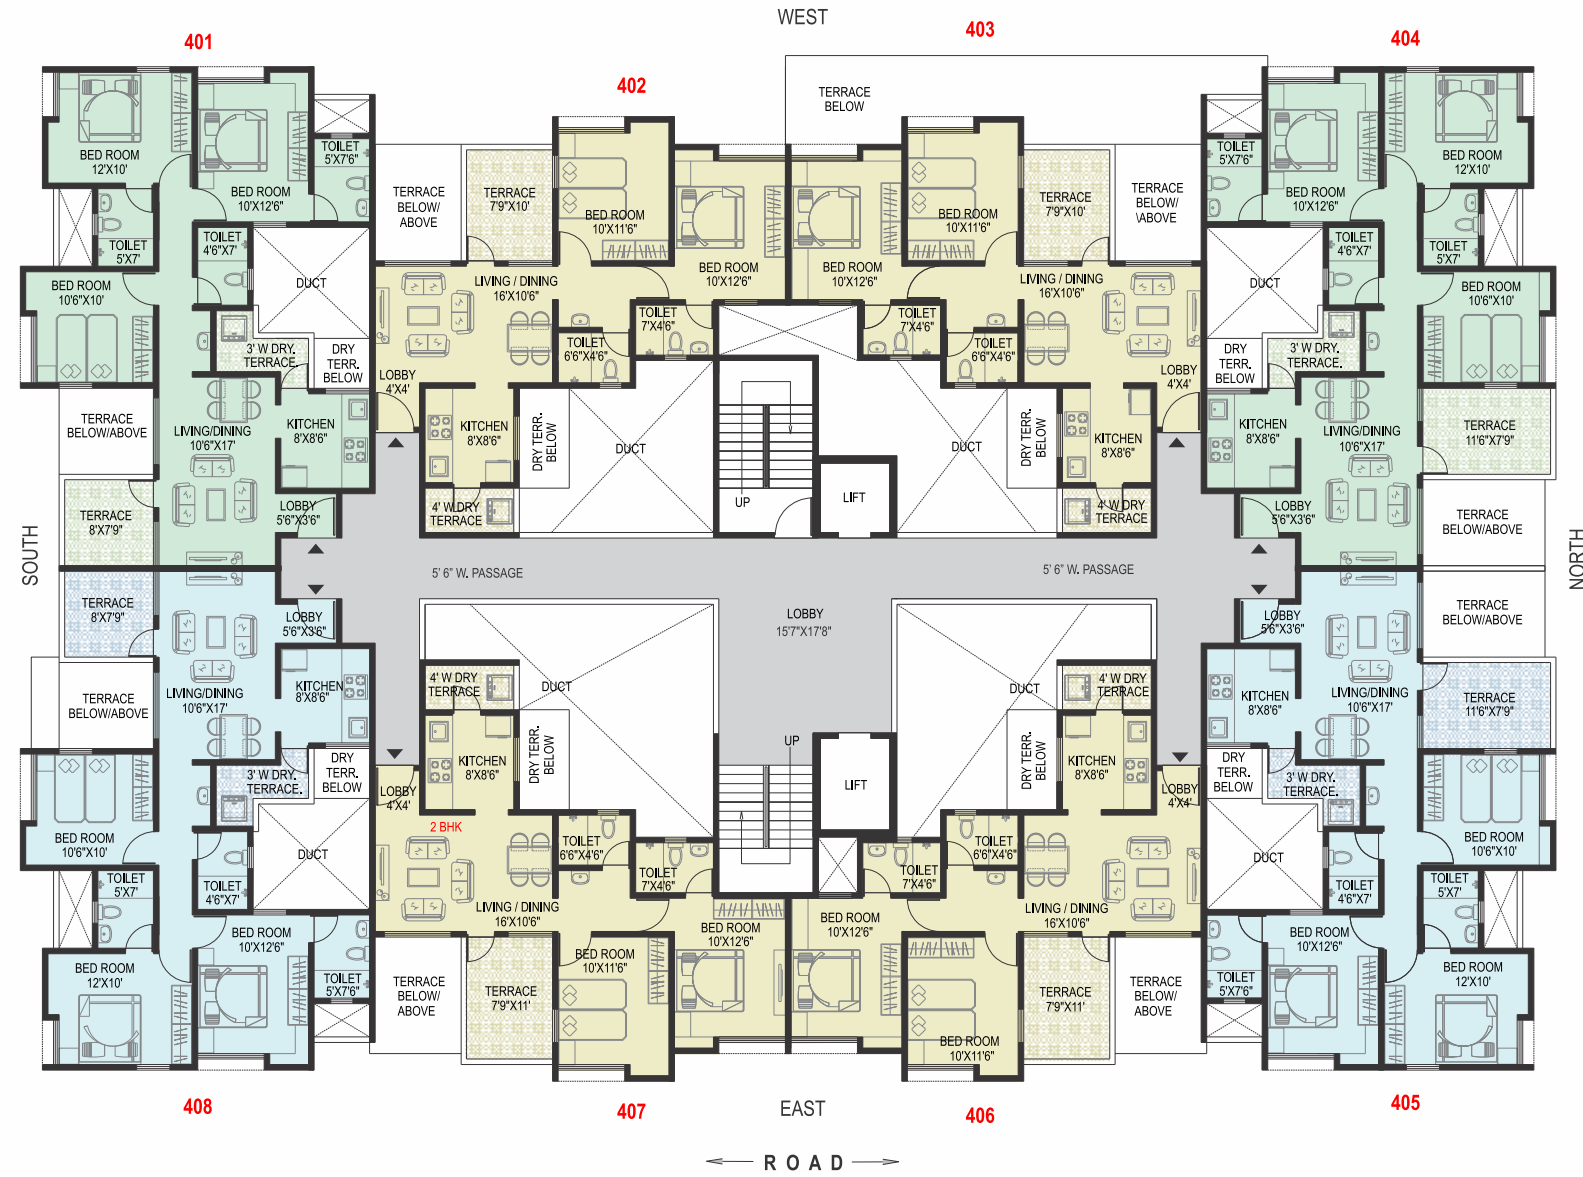 WEST
401
402
403
404
BED ROOM
12'X10'
BED ROOM
10'X12'6"
TOILET
5'X7'6"
TOILET
5'X7'
TOILET
4'6"X7'
DUCT
BED ROOM
10'6"X10'
3' W DRY.
TERRACE.
DRY
TERR.
BELOW
TERRACE
BELOW/ABOVE
LIVING/DINING
10'6"X17'
KITCHEN
8'X8'6"
TERRACE
8'X7'9"
LOBBY
5'6"X3'6"
TERRACE
BELOW/
ABOVE
TERRACE
7'9"X10'
BED ROOM
10'X11'6"
BED ROOM
10'X12'6"
LIVING / DINING
16'X10'6"
TOILET
7'X4'6"
TOILET
6'6"X4'6"
LOBBY
4'X4'
KITCHEN
8'X8'6"
DRY TERR.
BELOW
DUCT
4' W DRY
TERRACE
UP
LIFT
TERRACE
BELOW
BED ROOM
10'X11'6"
BED ROOM
10'X12'6"
TERRACE
7'9"X10'
TERRACE
BELOW/
\ABOVE
LIVING / DINING
16'X10'6"
TOILET
7'X4'6"
TOILET
6'6"X4'6"
LOBBY
4'X4'
KITCHEN
8'X8'6"
DRY TERR.
BELOW
DUCT
4' W DRY
TERRACE
TOILET
5'X7'6"
BED ROOM
10'X12'6"
BED ROOM
12'X10'
TOILET
4'6"X7'
TOILET
5'X7'
DUCT
BED ROOM
10'6"X10'
DRY
TERR.
BELOW
3' W DRY.
TERRACE.
KITCHEN
8'X8'6"
LIVING/DINING
10'6"X17'
TERRACE
11'6"X7'9"
LOBBY
5'6"X3'6"
TERRACE
BELOW/ABOVE
SOUTH
NORTH
5' 6" W. PASSAGE
5' 6" W. PASSAGE
LOBBY
15'7"X17'8"
TERRACE
8'X7'9"
LOBBY
5'6"X3'6"
TERRACE
BELOW/ABOVE
LIVING/DINING
10'6"X17'
KITCHEN
8'X8'6"
3' W DRY.
TERRACE.
DRY
TERR.
BELOW
BED ROOM
10'6"X10'
DUCT
TOILET
5'X7'
TOILET
4'6"X7'
BED ROOM
10'X12'6"
BED ROOM
12'X10'
TOILET
5'X7'6"
4' W DRY
TERRACE
DUCT
KITCHEN
8'X8'6"
DRY TERR.
BELOW
LOBBY
4'X4'
2 BHK
TOILET
6'6"X4'6"
TOILET
7'X4'6"
LIVING / DINING
16'X10'6"
BED ROOM
10'X12'6"
BED ROOM
10'X11'6"
TERRACE
BELOW/
ABOVE
TERRACE
7'9"X11'
UP
LIFT
DUCT
4' W DRY
TERRACE
DRY TERR.
BELOW
KITCHEN
8'X8'6"
LOBBY
4'X4'
TOILET
6'6"X4'6"
TOILET
7'X4'6"
BED ROOM
10'X12'6"
LIVING / DINING
16'X10'6"
BED ROOM
10'X11'6"
TERRACE
7'9"X11'
TERRACE
BELOW/
ABOVE
LOBBY
5'6"X3'6"
TERRACE
BELOW/ABOVE
KITCHEN
8'X8'6"
LIVING/DINING
10'6"X17'
TERRACE
11'6"X7'9"
DRY
TERR.
BELOW
3' W DRY.
TERRACE.
BED ROOM
10'6"X10'
DUCT
TOILET
4'6"X7'
TOILET
5'X7'
BED ROOM
10'X12'6"
TOILET
5'X7'6"
BED ROOM
12'X10'
408
407
EAST
406
405
ROAD